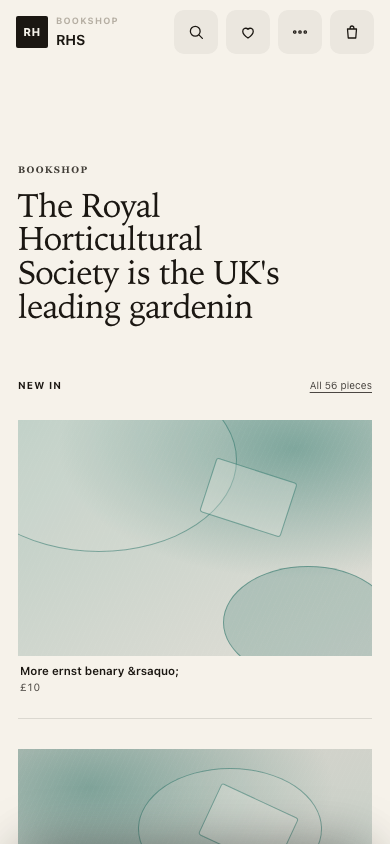 RH
BOOKSHOP
RHS
BOOKSHOP
The Royal
Horticultural
Society is the UK's
leading gardenin
NEW IN
All 56 pieces
More ernst benary &rsaquo;
£10